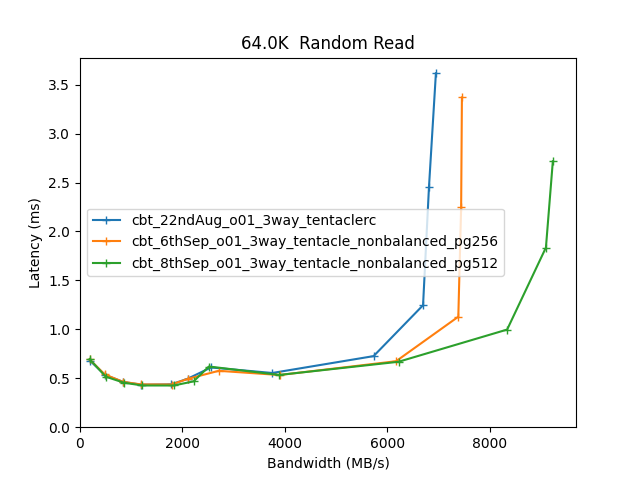 64.0K  Random Read
Latency (ms)
3.5
3.0
2.5
2.0
1.5
1.0
0.5
0.0
cbt_22ndAug_o01_3way_tentaclerc
cbt_6thSep_o01_3way_tentacle_nonbalanced_pg256
cbt_8thSep_o01_3way_tentacle_nonbalanced_pg512
0 2000 4000 6000 8000
Bandwidth (MB/s)